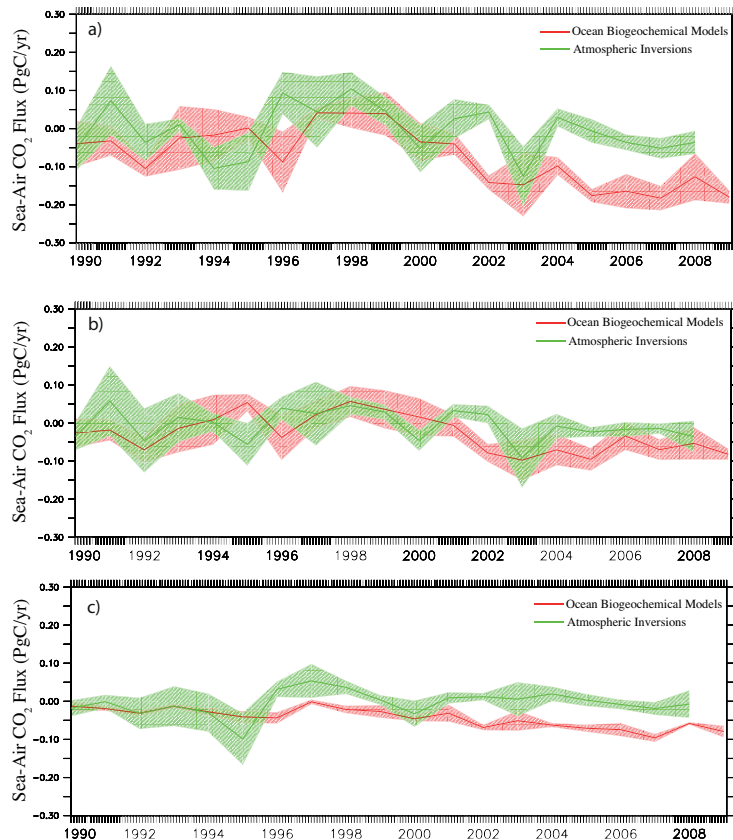 a)
Ocean Biogeochemical Models
Atmospheric Inversions
Sea-Air CO₂ Flux (PgC/yr)
0.30
0.20
0.10
0.00
−0.10
−0.20
−0.30
1990 1992 1994 1996 1998 2000 2002 2004 2006 2008
b)
Ocean Biogeochemical Models
Atmospheric Inversions
Sea-Air CO₂ Flux (PgC/yr)
0.30
0.20
0.10
0.00
−0.10
−0.20
−0.30
1990 1992 1994 1996 1998 2000 2002 2004 2006 2008
c)
Ocean Biogeochemical Models
Atmospheric Inversions
Sea-Air CO₂ Flux (PgC/yr)
0.30
0.20
0.10
0.00
−0.10
−0.20
−0.30
1990 1992 1994 1996 1998 2000 2002 2004 2006 2008